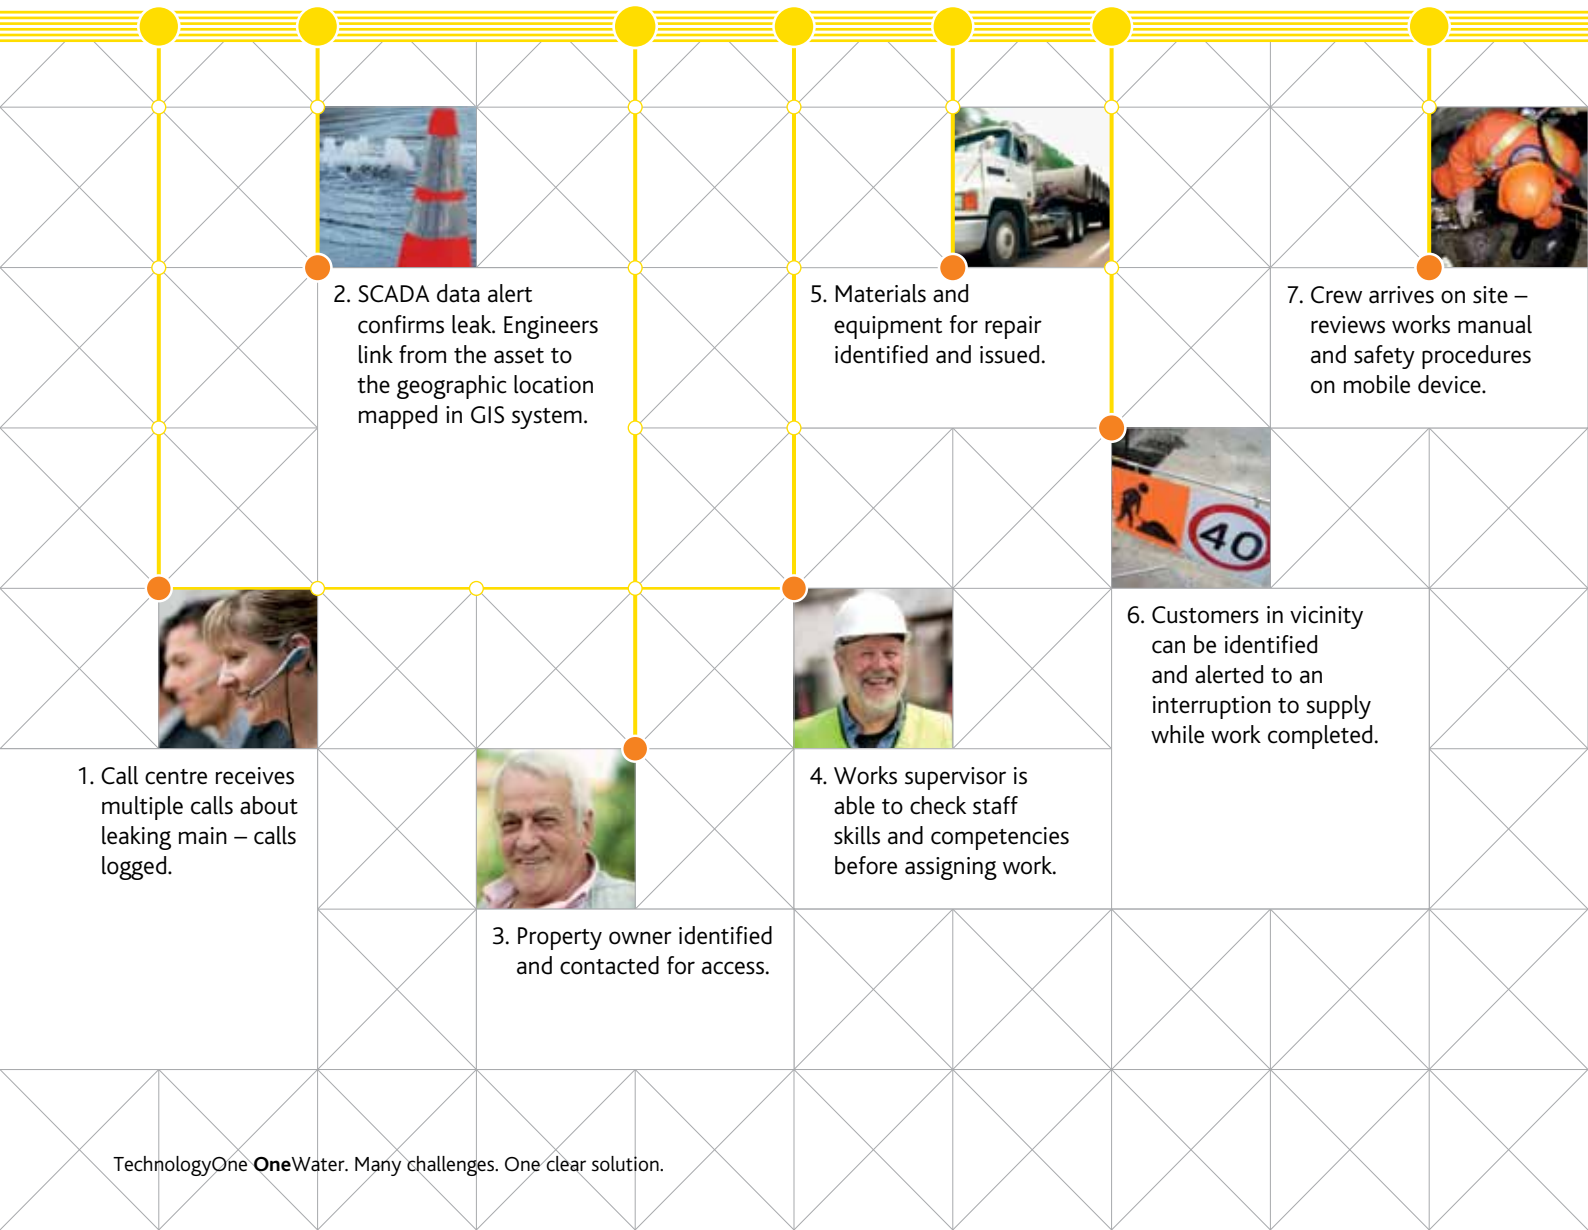 2. SCADA data alert
confirms leak. Engineers
link from the asset to
the geographic location
mapped in GIS system.
5. Materials and
equipment for repair
identified and issued.
7. Crew arrives on site –
reviews works manual
and safety procedures
on mobile device.
40
6. Customers in vicinity
can be identified
and alerted to an
interruption to supply
while work completed.
1. Call centre receives
multiple calls about
leaking main – calls
logged.
4. Works supervisor is
able to check staff
skills and competencies
before assigning work.
3. Property owner identified
and contacted for access.
TechnologyOne OneWater. Many challenges. One clear solution.